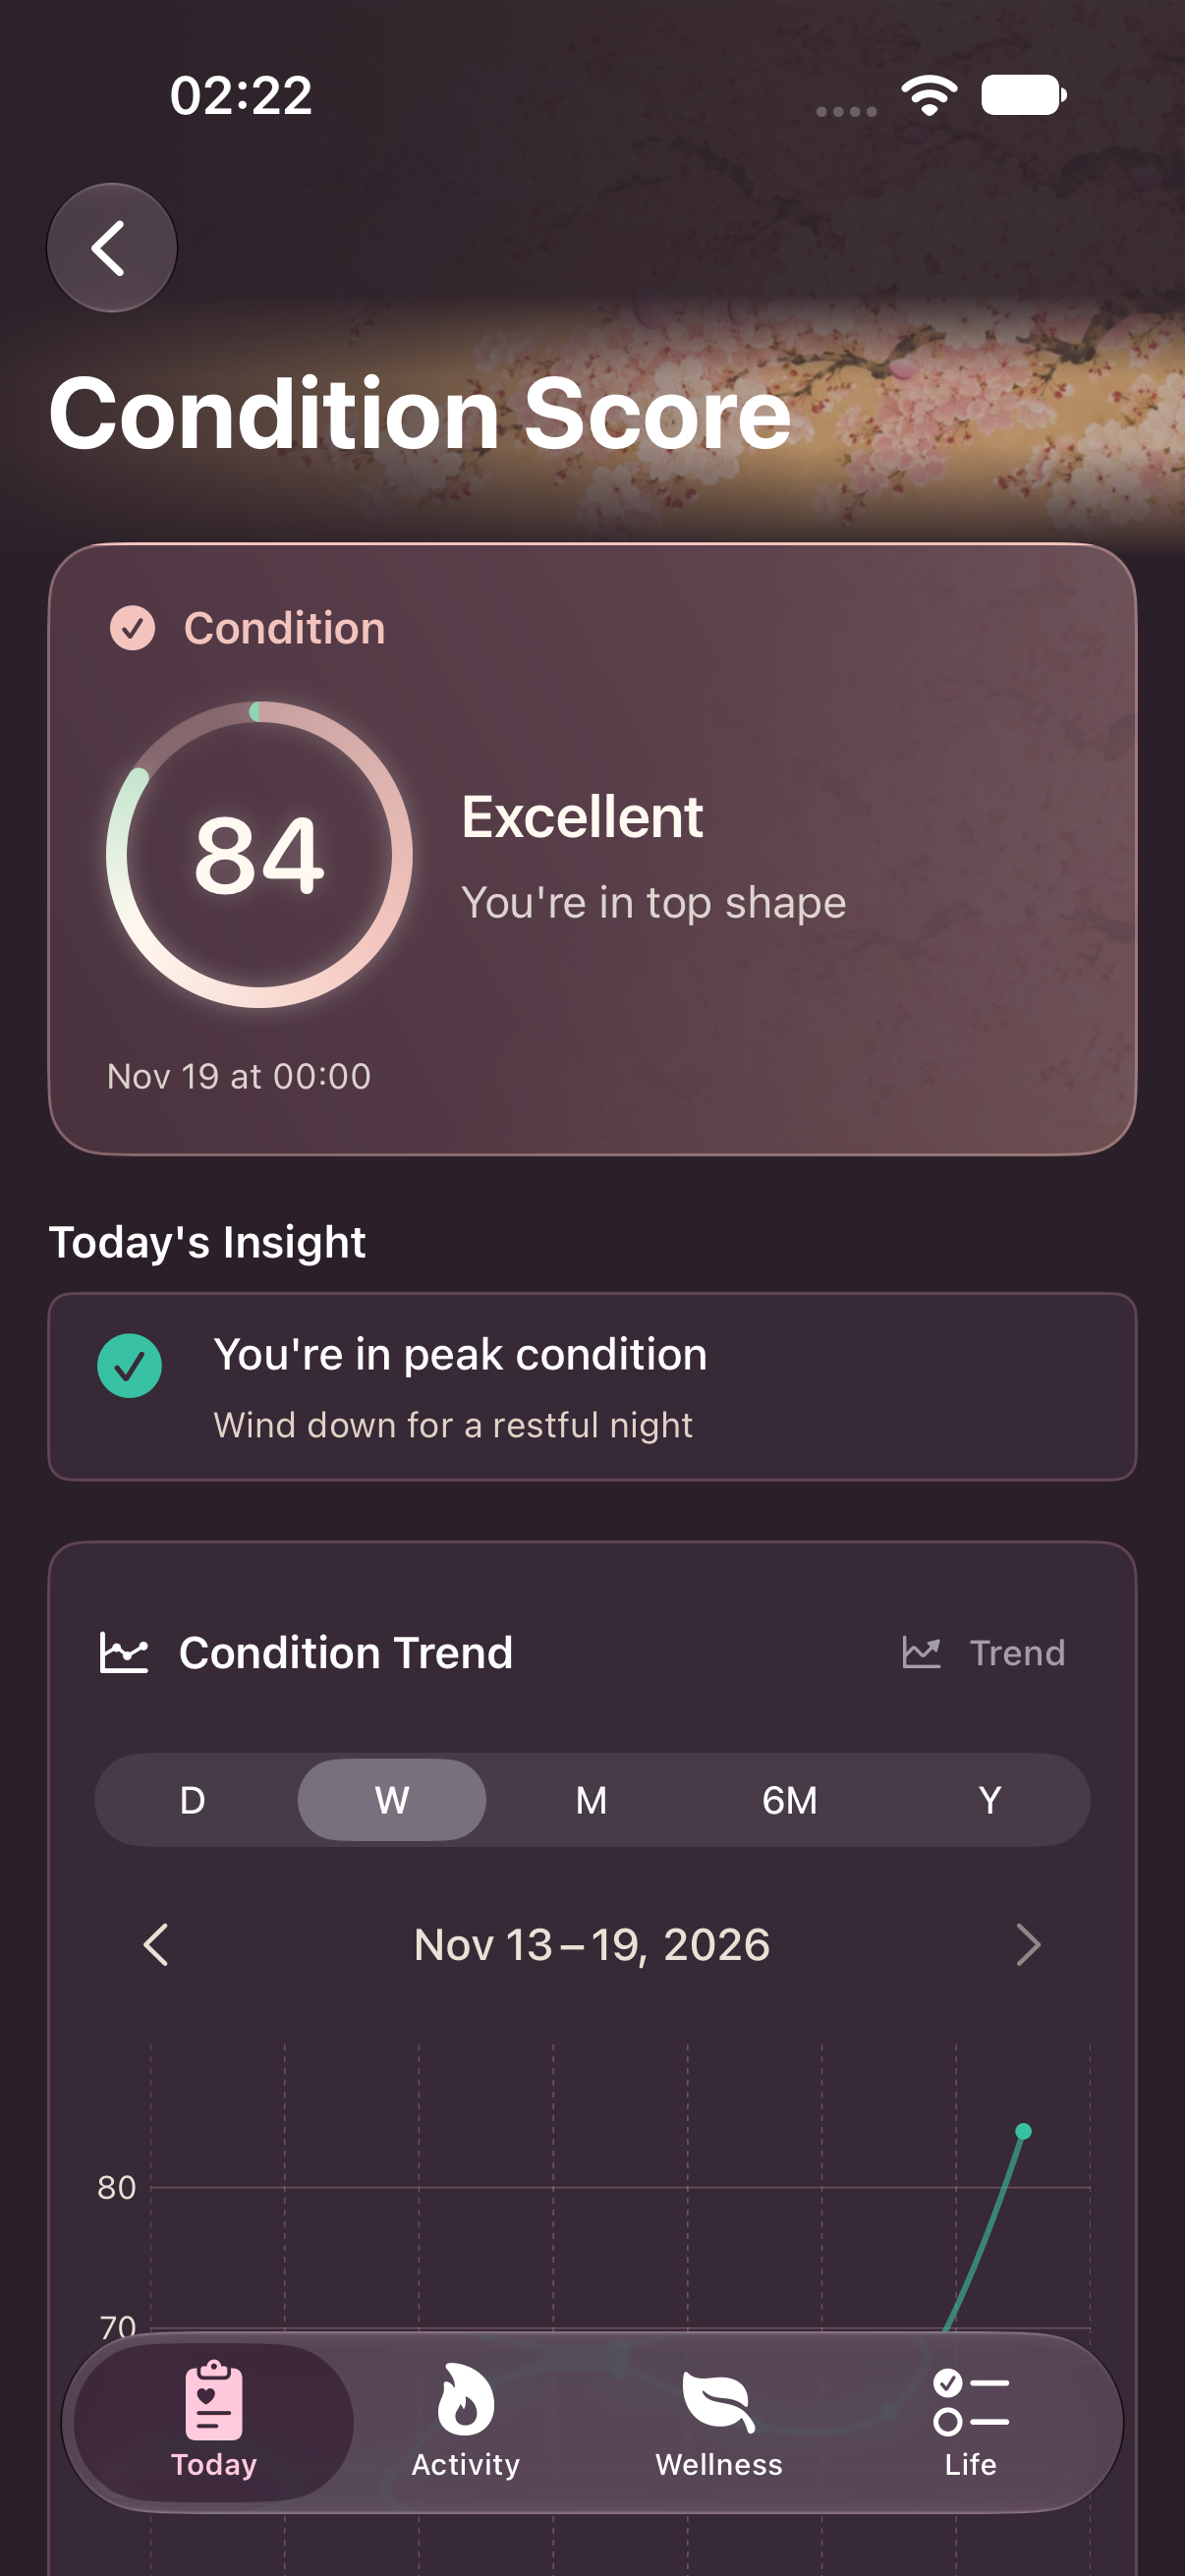 02:22
Condition Score
Condition
84
Excellent
You're in top shape
Nov 19 at 00:00
Today's Insight
You're in peak condition
Wind down for a restful night
Condition Trend
Trend
D W M 6M Y
Nov 13 – 19, 2026
80
70
Today Activity Wellness Life